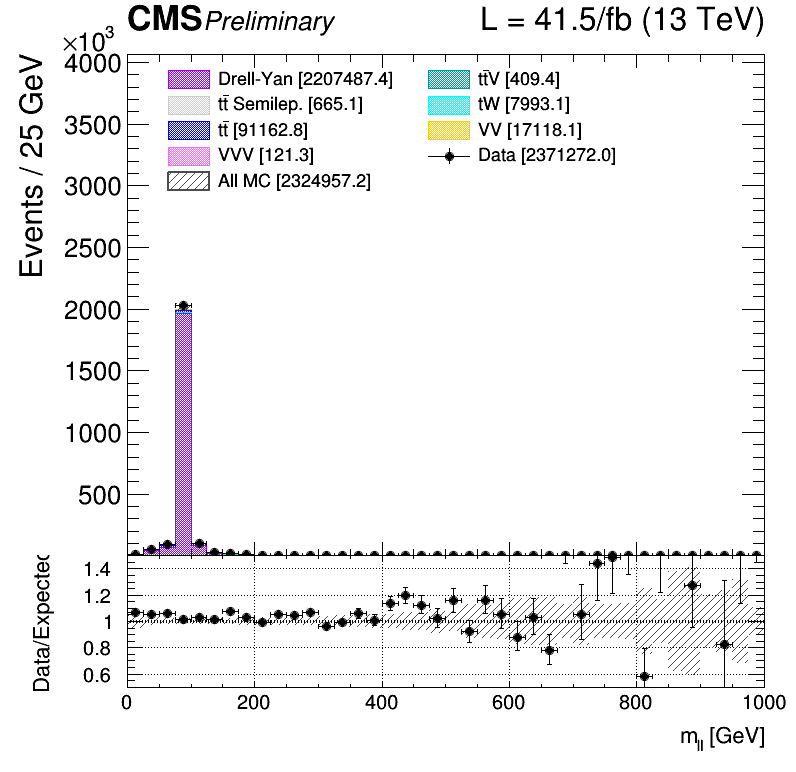 CMS Preliminary L = 41.5/fb (13 TeV)
×10³
Events / 25 GeV
4000
3500
3000
2500
2000
1500
1000
500
Drell-Yan [2207487.4]
tt̄ Semilep. [665.1]
tt̄ [91162.8]
VVV [121.3]
All MC [2324957.2]
tt̄V [409.4]
tW [7993.1]
VV [17118.1]
Data [2371272.0]
Data/Expected
1.4
1.2
1
0.8
0.6
0 200 400 600 800 1000
m_ll [GeV]